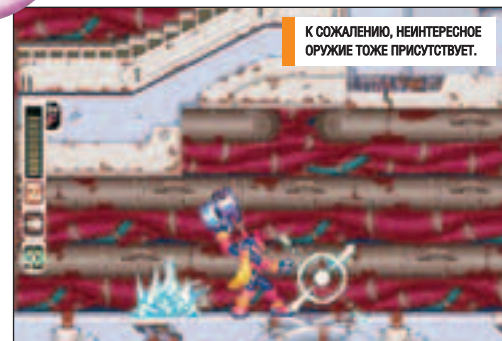 К СОЖАЛЕНИЮ, НЕИНТЕРЕСНОЕ
ОРУЖИЕ ТОЖЕ ПРИСУТСТВУЕТ.